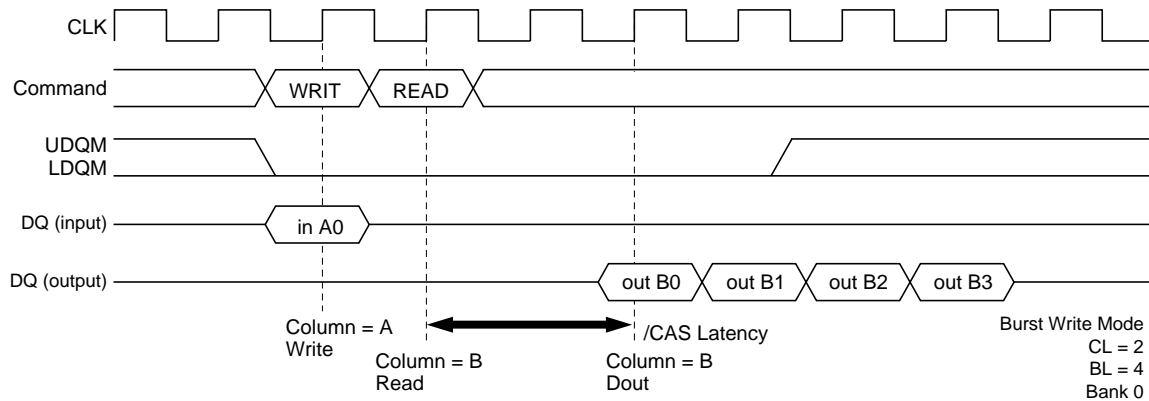 CLK
Command WRIT READ
UDQM
LDQM
DQ (input) in A0
DQ (output) out B0 out B1 out B2 out B3
Column = A
Write
Column = B
Read
/CAS Latency
Column = B
Dout
Burst Write Mode
CL = 2
BL = 4
Bank 0